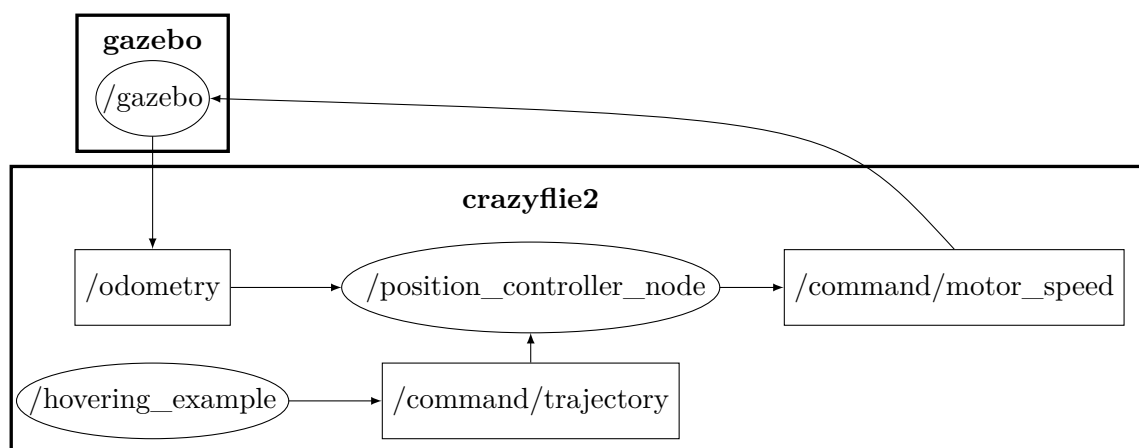 gazebo
/gazebo
crazyflie2
/odometry
/position_controller_node
/command/motor_speed
/hovering_example
/command/trajectory